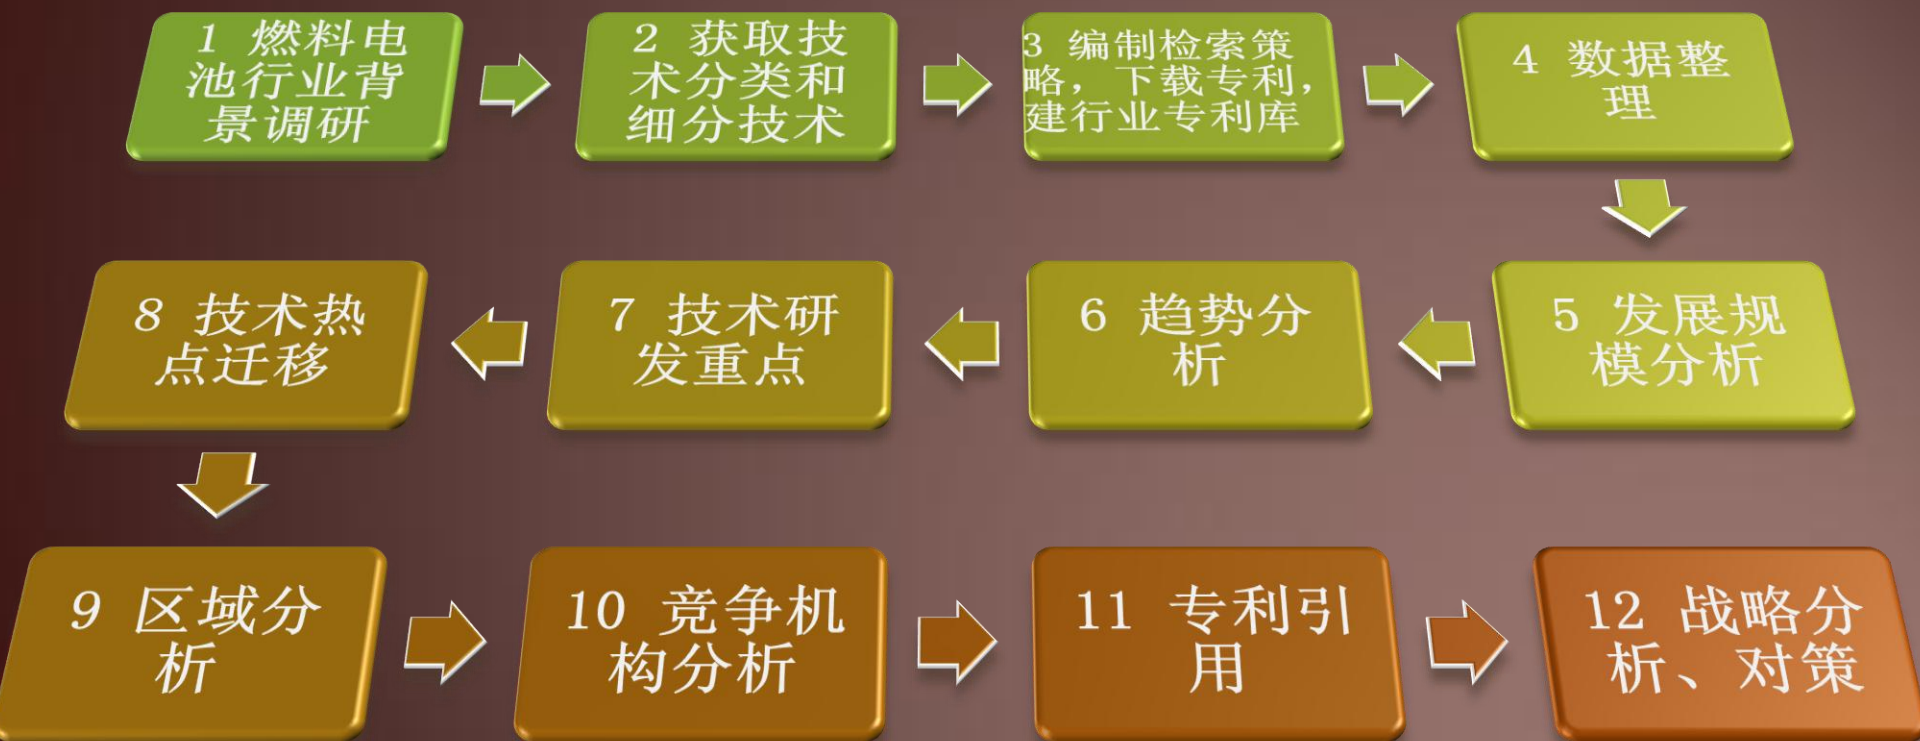 1 燃料电
池行业背
景调研
2 获取技
术分类和
细分技术
3 编制检索策
略，下载专利，
建行业专利库
4 数据整
理
5 发展规
模分析
6 趋势分
析
7 技术研
发重点
8 技术热
点迁移
9 区域分
析
10 竞争机
构分析
11 专利引
用
12 战略分
析、对策